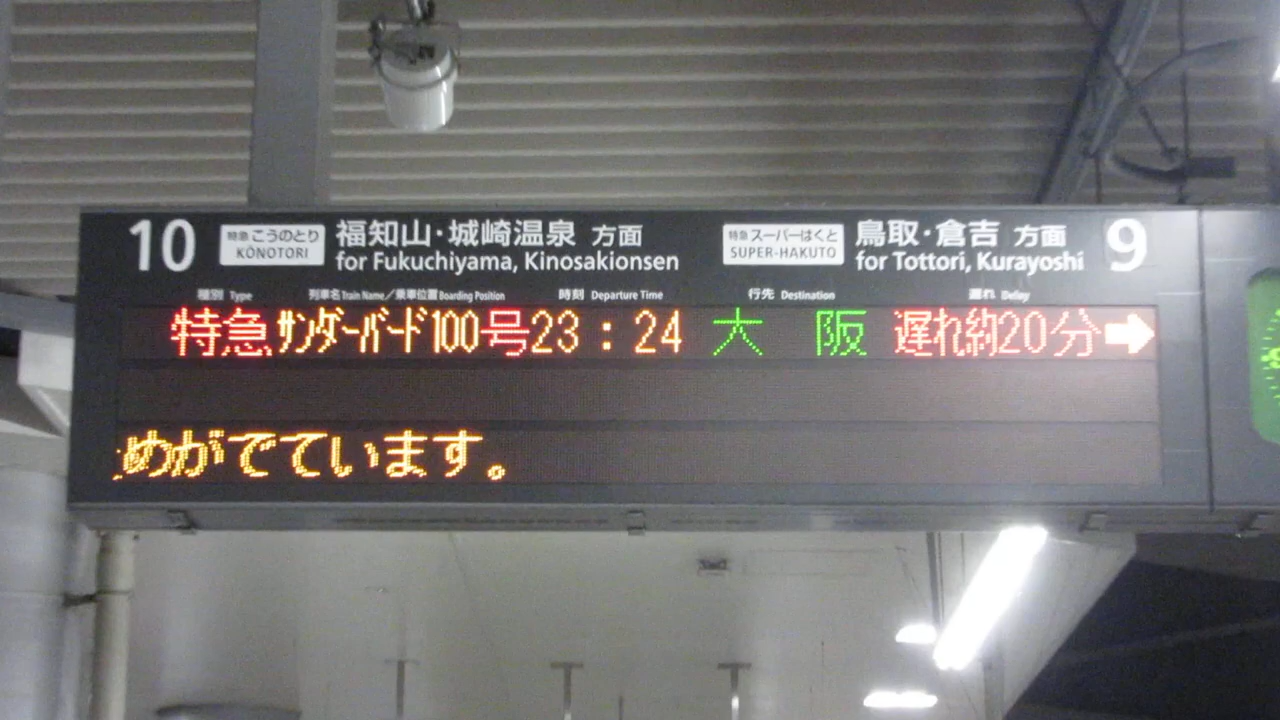 10 特急 こうのとり KŌNOTORI 福知山・城崎温泉 方面 for Fukuchiyama, Kinosakionsen
特急 スーパーはくと SUPER-HAKUTO 鳥取・倉吉 方面 for Tottori, Kurayoshi 9
種別 Type 列車名 Train Name／乗車位置 Boarding Position 時刻 Departure Time 行先 Destination 遅れ Delay
特急 サンダーバード100号 23：24 大阪 遅れ約20分➡
めがでています。